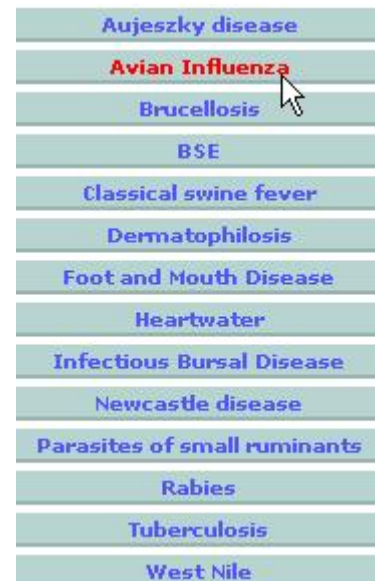 Aujeszky disease
Avian Influenza
Brucellosis
BSE
Classical swine fever
Dermatophilosis
Foot and Mouth Disease
Heartwater
Infectious Bursal Disease
Newcastle disease
Parasites of small ruminants
Rabies
Tuberculosis
West Nile